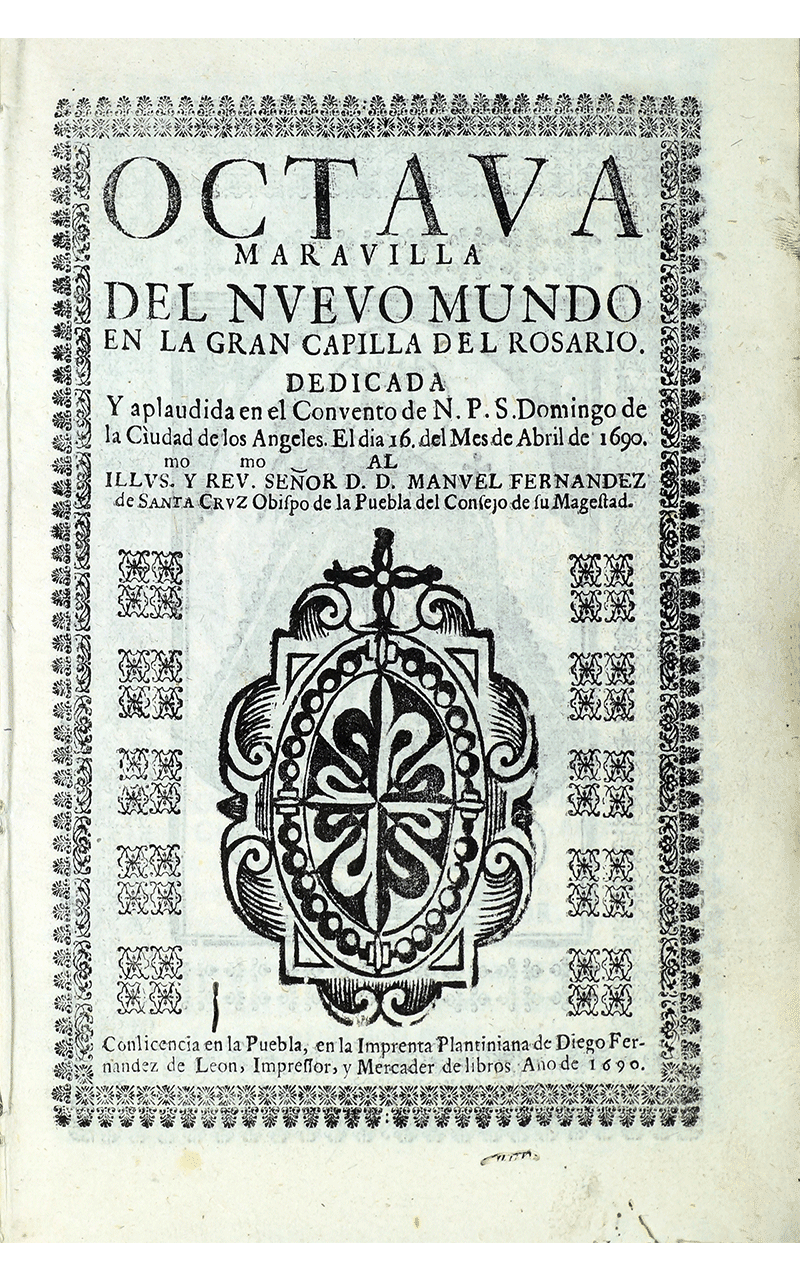 OCTAVA
MARAVILLA
DEL NVEVO MUNDO
EN LA GRAN CAPILLA DEL ROSARIO.
DEDICADA
Y aplaudida en el Convento de N. P. S. Domingo de
la Ciudad de los Angeles. El dia 16. del Mes de Abril de 1690.
mo mo AL
ILLVS. Y REV. SEÑOR D. D. MANVEL FERNANDEZ
de SANTA CRVZ Obiſpo de la Puebla del Conſejo de ſu Mageſtad.
Conlicencia en la Puebla, en la Imprenta Plantiniana de Diego Fer-
nandez de Leon, Impreſſor, y Mercader de libros Año de 1690.